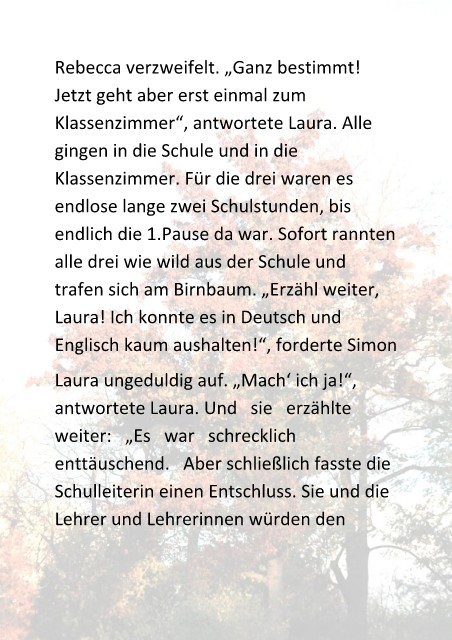 Rebecca verzweifelt. „Ganz bestimmt!
Jetzt geht aber erst einmal zum
Klassenzimmer“, antwortete Laura. Alle
gingen in die Schule und in die
Klassenzimmer. Für die drei waren es
endlose lange zwei Schulstunden, bis
endlich die 1.Pause da war. Sofort rannten
alle drei wie wild aus der Schule und
trafen sich am Birnbaum. „Erzähl weiter,
Laura! Ich konnte es in Deutsch und
Englisch kaum aushalten!“, forderte Simon
Laura ungeduldig auf. „Mach‘ ich ja!“,
antwortete Laura. Und sie erzählte
weiter: „Es war schrecklich
enttäuschend. Aber schließlich fasste die
Schulleiterin einen Entschluss. Sie und die
Lehrer und Lehrerinnen würden den